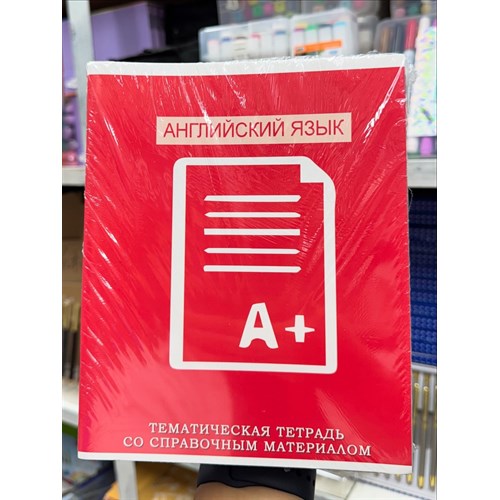 АНГЛИЙСКИЙ ЯЗЫК
A+
ТЕМАТИЧЕСКАЯ ТЕТРАДЬ
СО СПРАВОЧНЫМ МАТЕРИАЛОМ